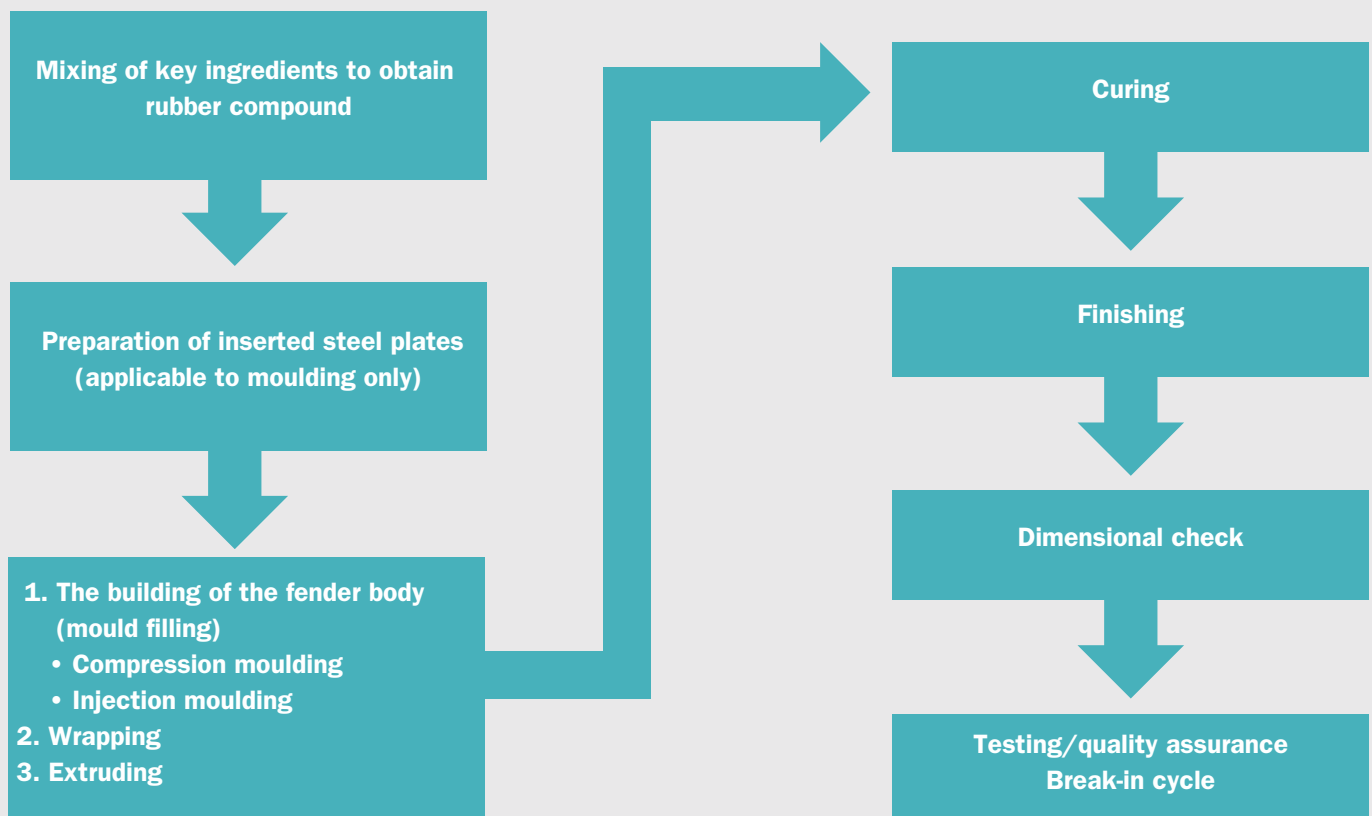 Mixing of key ingredients to obtain
rubber compound
Preparation of inserted steel plates
(applicable to moulding only)
1. The building of the fender body
(mould filling)
• Compression moulding
• Injection moulding
2. Wrapping
3. Extruding
Curing
Finishing
Dimensional check
Testing/quality assurance
Break-in cycle